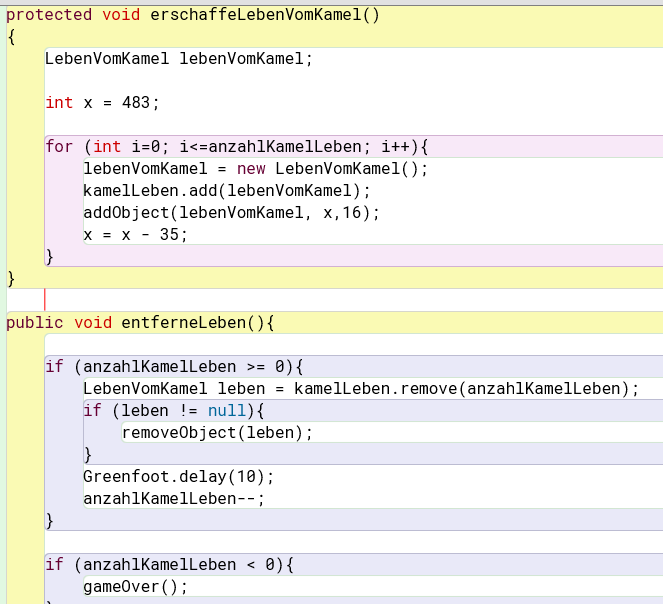 protected void erschaffeLebenVomKamel()
{
LebenVomKamel lebenVomKamel;
int x = 483;
for (int i=0; i<=anzahlKamelLeben; i++){
lebenVomKamel = new LebenVomKamel();
kamelLeben.add(lebenVomKamel);
addObject(lebenVomKamel, x,16);
x = x - 35;
}
}
public void entferneLeben(){
if (anzahlKamelLeben >= 0){
LebenVomKamel leben = kamelLeben.remove(anzahlKamelLeben);
if (leben != null){
removeObject(leben);
}
Greenfoot.delay(10);
anzahlKamelLeben--;
}
if (anzahlKamelLeben < 0){
gameOver();
}